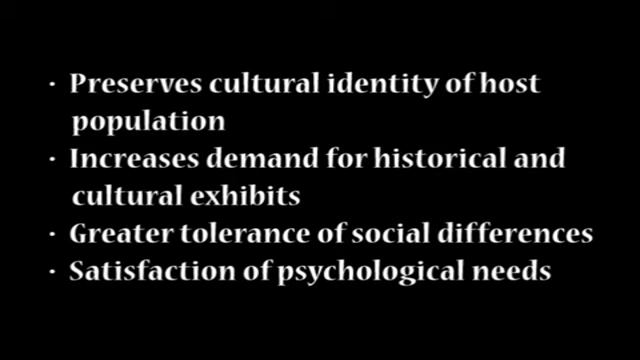 · Preserves cultural identity of host
population
· Increases demand for historical and
cultural exhibits
· Greater tolerance of social differences
· Satisfaction of psychological needs